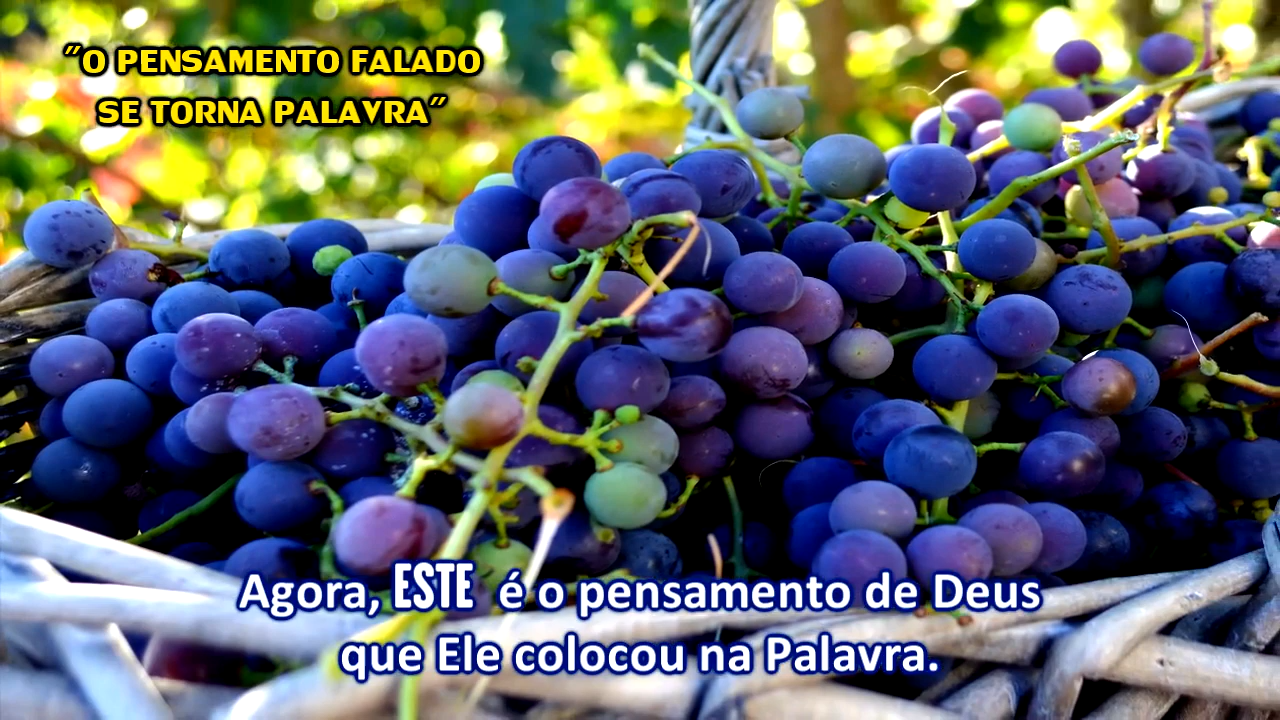 "O PENSAMENTO FALADO
SE TORNA PALAVRA"
Agora, ESTE é o pensamento de Deus
que Ele colocou na Palavra.